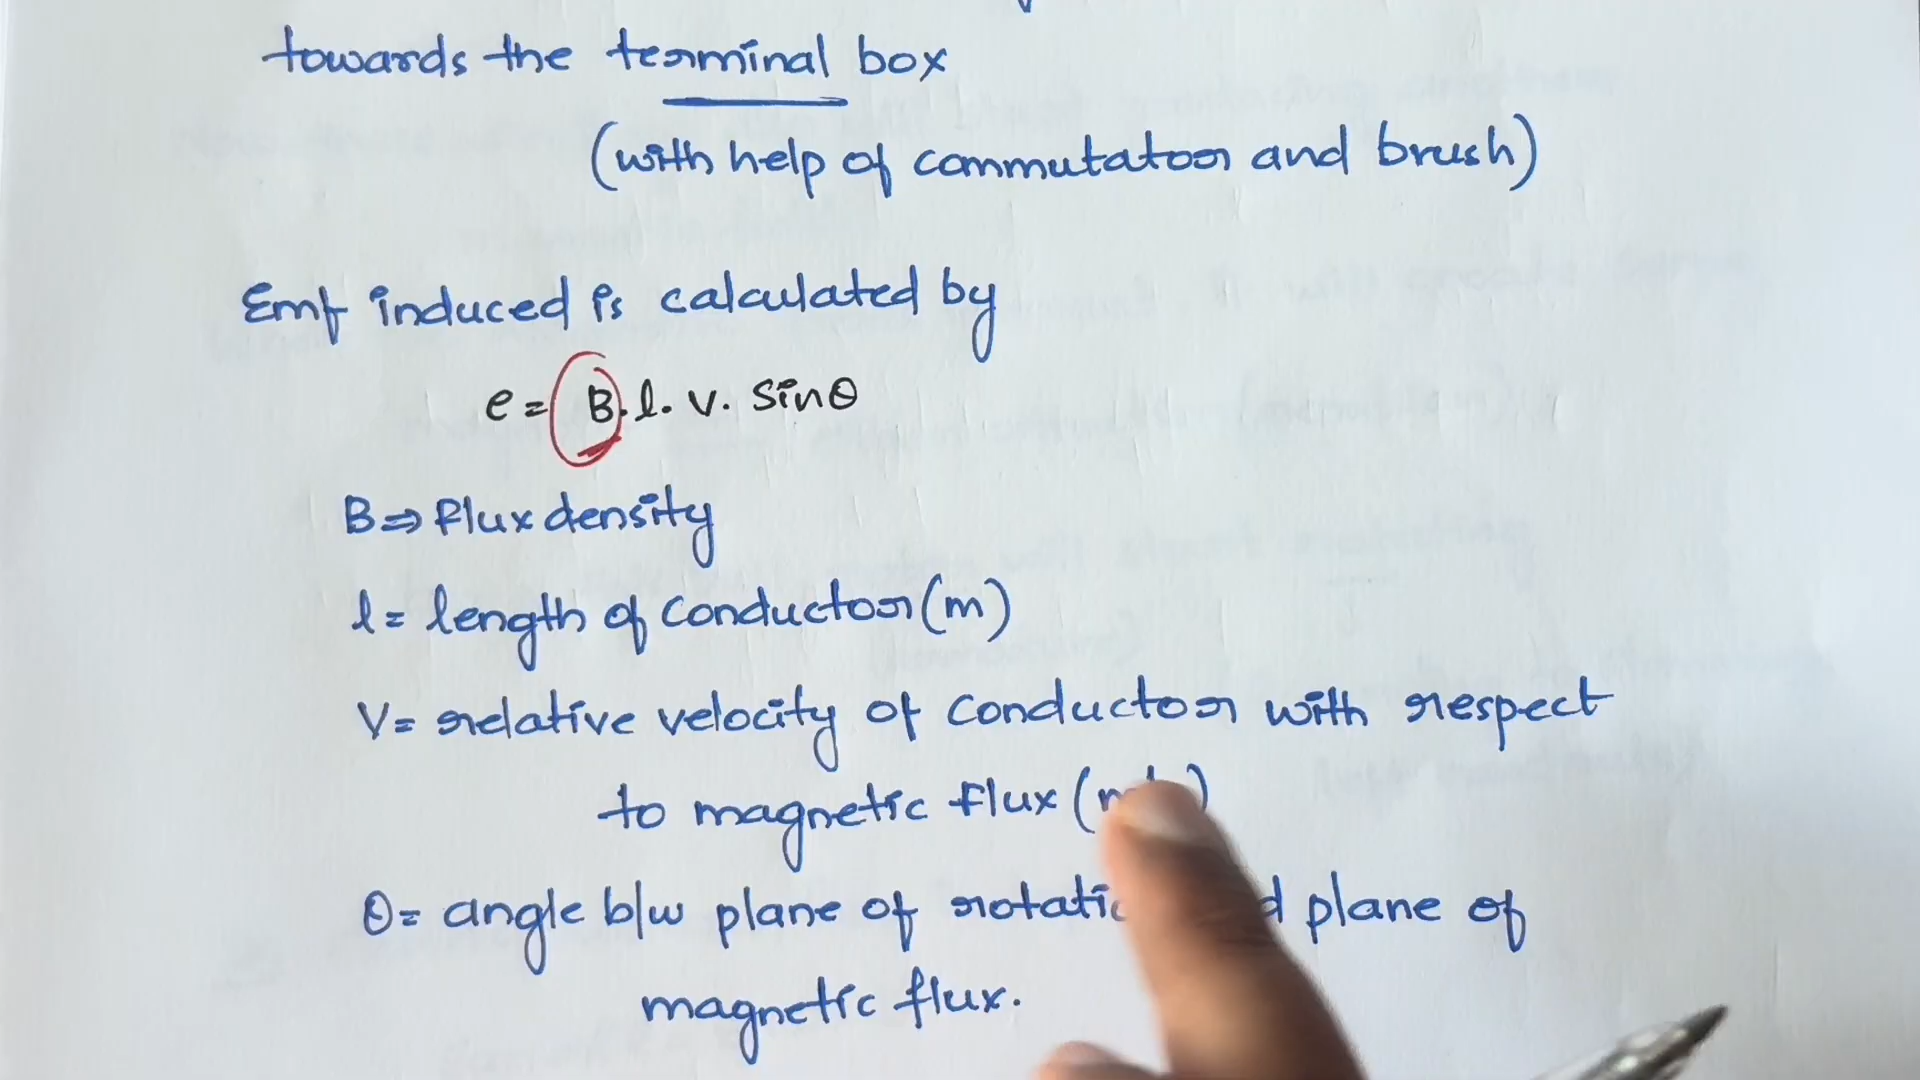 towards the terminal box
(with help of commutator and brush)
Emf induced is calculated by
e = B. l. v. Sinθ
B ⇒ flux density
l = length of conductor (m)
V = relative velocity of conductor with respect
to magnetic flux
θ = angle b/w plane of plane of
magnetic flux.